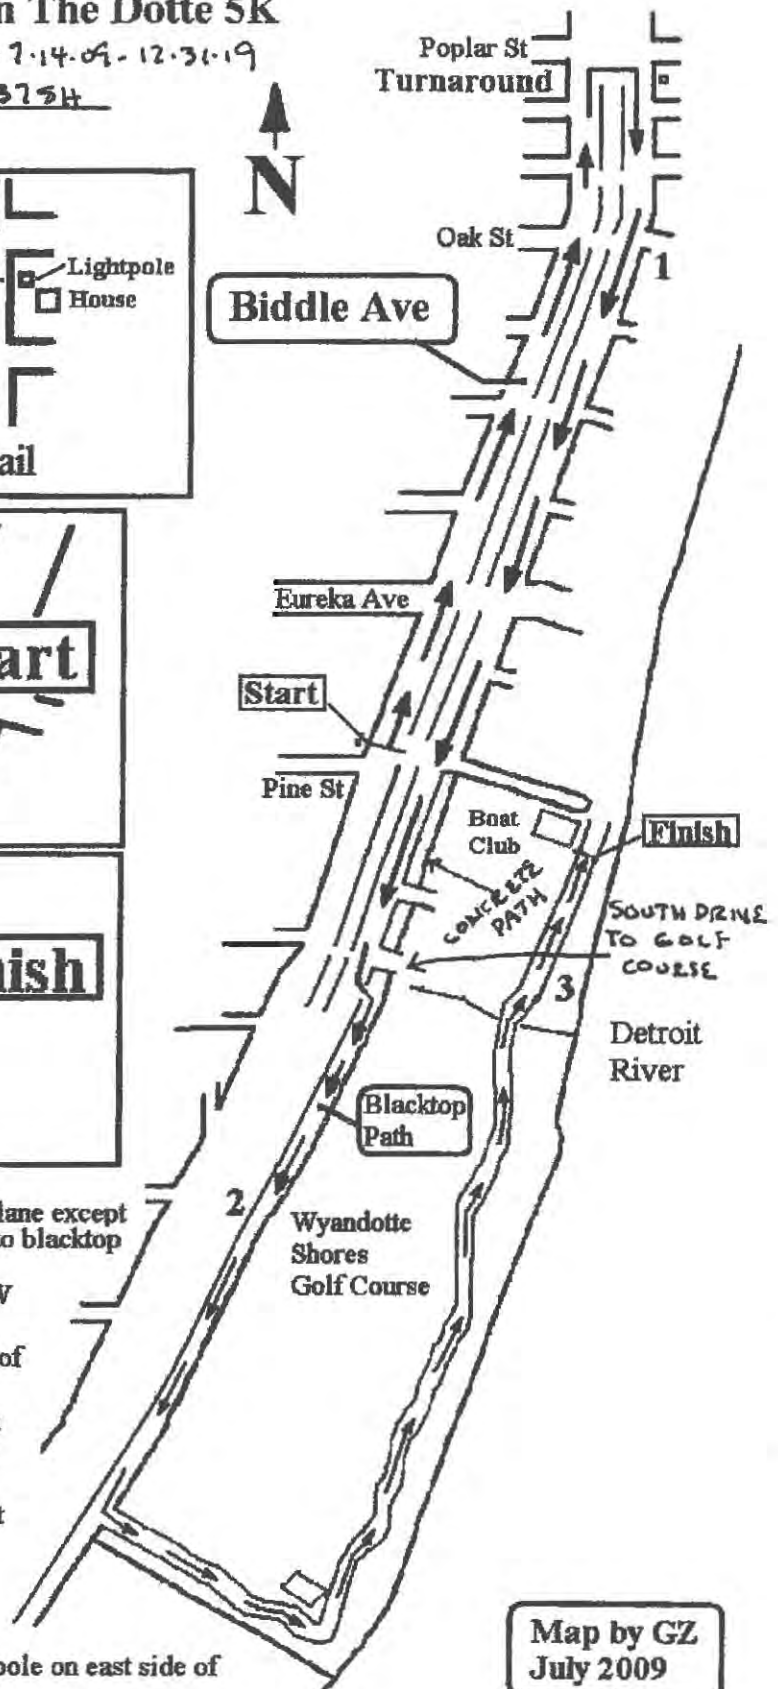 The Dotte 5K
7-14-09 - 12-31-19
375H
N
Poplar St
Turnaround
Oak St
1
Lightpole
House
Biddle Ave
ail
Eureka Ave
art
Start
Pine St
Boat
Club
Finish
CONCRETE
PATH
SOUTH DRIVE
TO GOLF
COURSE
ish
3
Detroit
River
Blacktop
Path
2
lane except
to blacktop
Wyandotte
Shores
Golf Course
of
t
Map by GZ
July 2009
pole on east side of